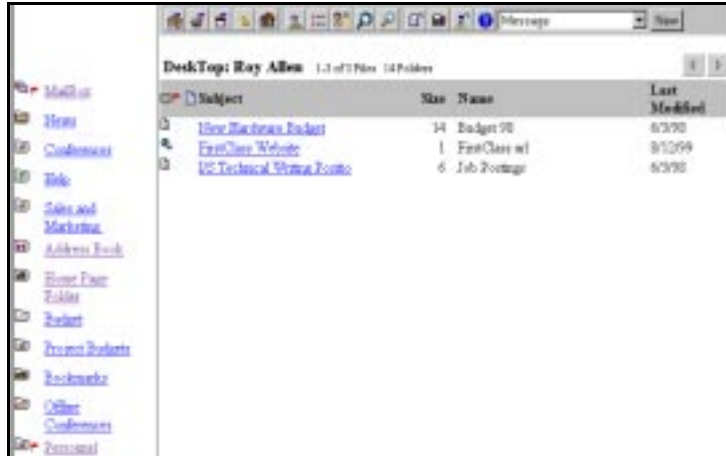 Message
New
DeskTop: Roy Allen 1-3 of 3 Files 14 Folders
Subject Size Name Last Modified
New Hardware Budget 14 Budget 98 6/3/98
FirstClass Website 1 FirstClass url 8/12/99
I/S Technical Writing Positio 6 Job Postings 6/3/98
Mailbox
News
Conferences
Help
Sales and
Marketing
Address Book
Home Page
Folder
Budget
Project Budgets
Bookmarks
Offline
Conferences
Personal